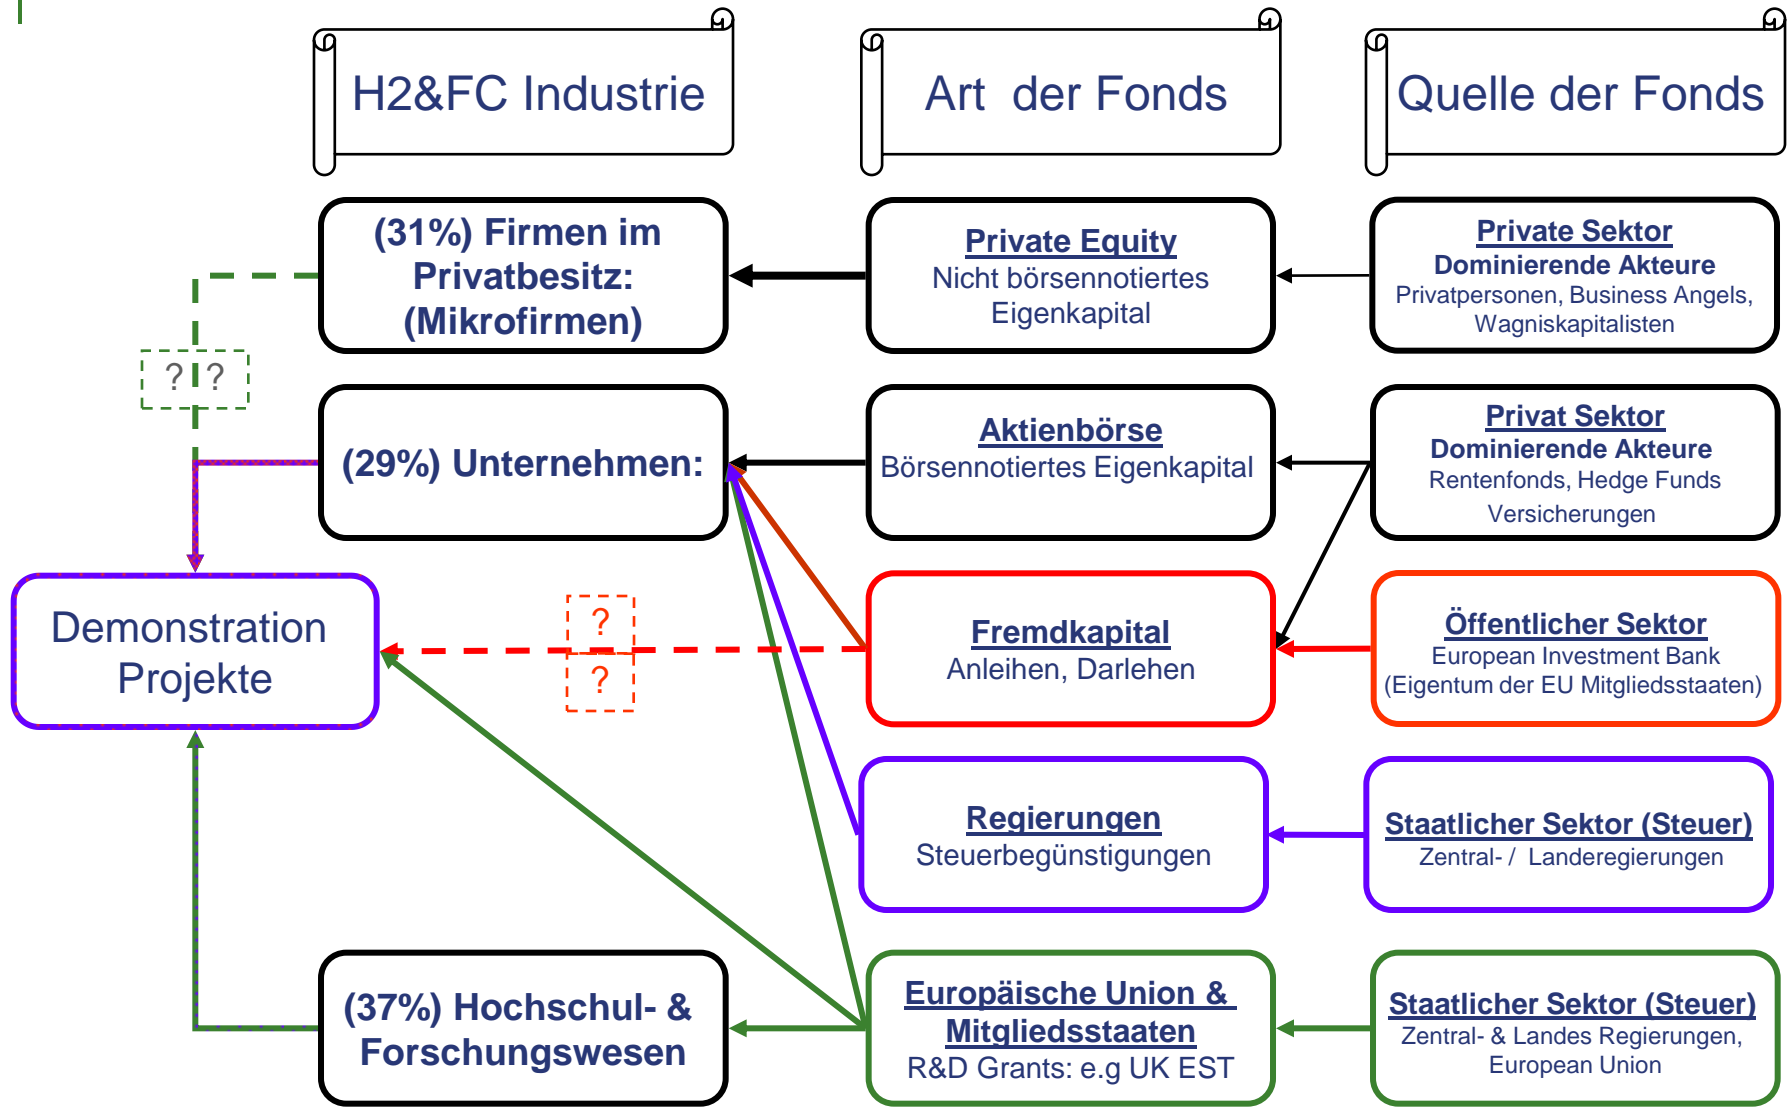 H2&FC Industrie
Art der Fonds
Quelle der Fonds
(31%) Firmen im
Privatbesitz:
(Mikrofirmen)
Private Equity
Nicht börsennotiertes
Eigenkapital
Private Sektor
Dominierende Akteure
Privatpersonen, Business Angels,
Wagniskapitalisten
? ?
(29%) Unternehmen:
Aktienbörse
Börsennotiertes Eigenkapital
Privat Sektor
Dominierende Akteure
Rentenfonds, Hedge Funds
Versicherungen
Demonstration
Projekte
?
?
Fremdkapital
Anleihen, Darlehen
Öffentlicher Sektor
European Investment Bank
(Eigentum der EU Mitgliedsstaaten)
Regierungen
Steuerbegünstigungen
Staatlicher Sektor (Steuer)
Zentral- / Landeregierungen
(37%) Hochschul- &
Forschungswesen
Europäische Union &
Mitgliedsstaaten
R&D Grants: e.g UK EST
Staatlicher Sektor (Steuer)
Zentral- & Landes Regierungen,
European Union